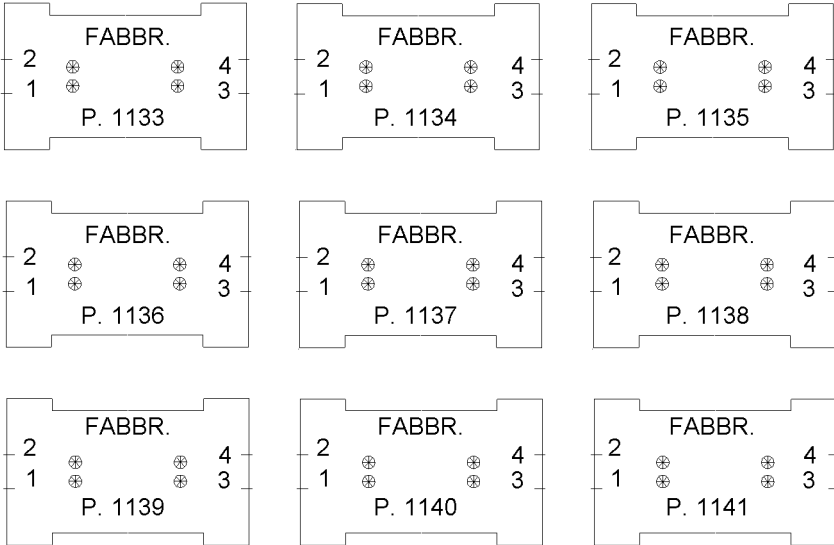 FABBR. FABBR. FABBR.
2 4 2 4 2 4
1 3 1 3 1 3
P. 1133 P. 1134 P. 1135
FABBR. FABBR. FABBR.
2 4 2 4 2 4
1 3 1 3 1 3
P. 1136 P. 1137 P. 1138
FABBR. FABBR. FABBR.
2 4 2 4 2 4
1 3 1 3 1 3
P. 1139 P. 1140 P. 1141